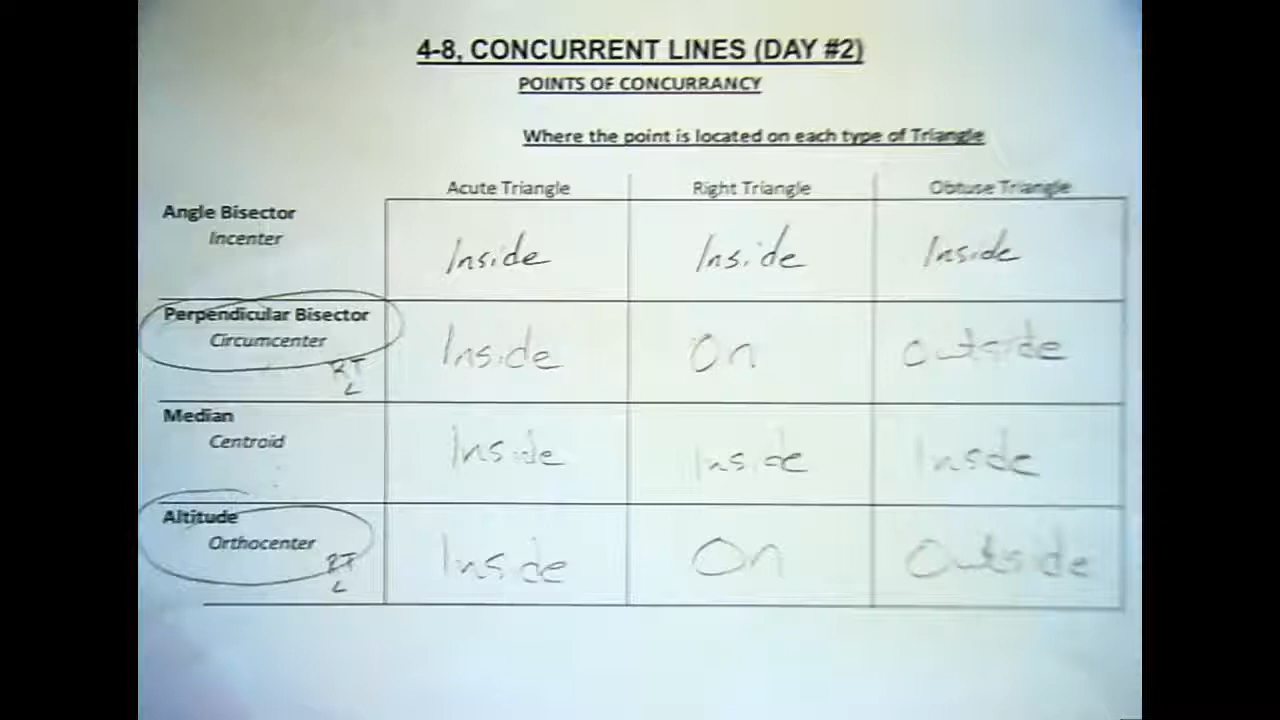 4-8, CONCURRENT LINES (DAY #2)
POINTS OF CONCURRANCY
Where the point is located on each type of Triangle
Acute Triangle Right Triangle Obtuse Triangle
Angle Bisector
Incenter
Inside Inside Inside
Perpendicular Bisector
Circumcenter
Inside On Outside
RT
∟
Median
Centroid
Inside Inside Inside
Altitude
Orthocenter
Inside On Outside
RT
∟